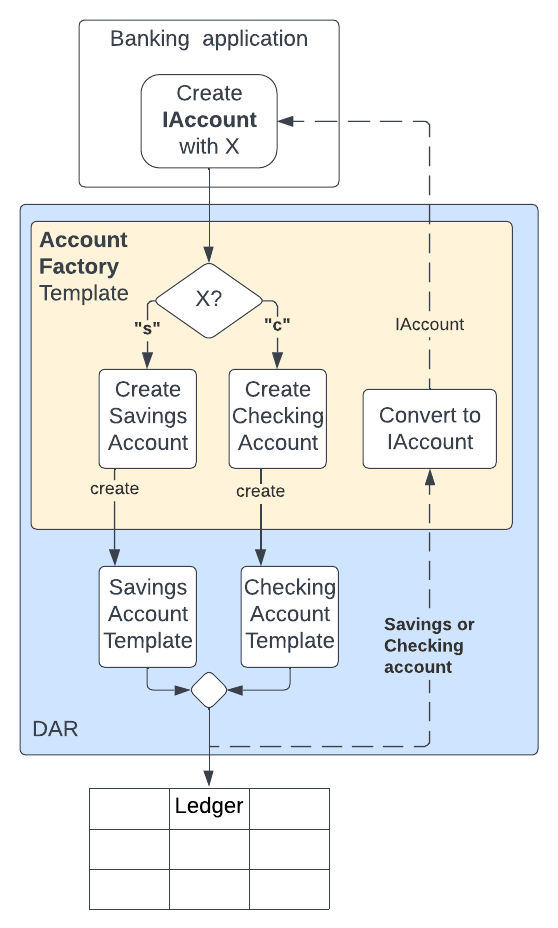 Banking application
Create
IAccount
with X
Account
Factory
Template
X?
"s"
"c"
IAccount
Create
Savings
Account
Create
Checking
Account
Convert to
IAccount
create
create
Savings
Account
Template
Checking
Account
Template
Savings or
Checking
account
DAR
Ledger